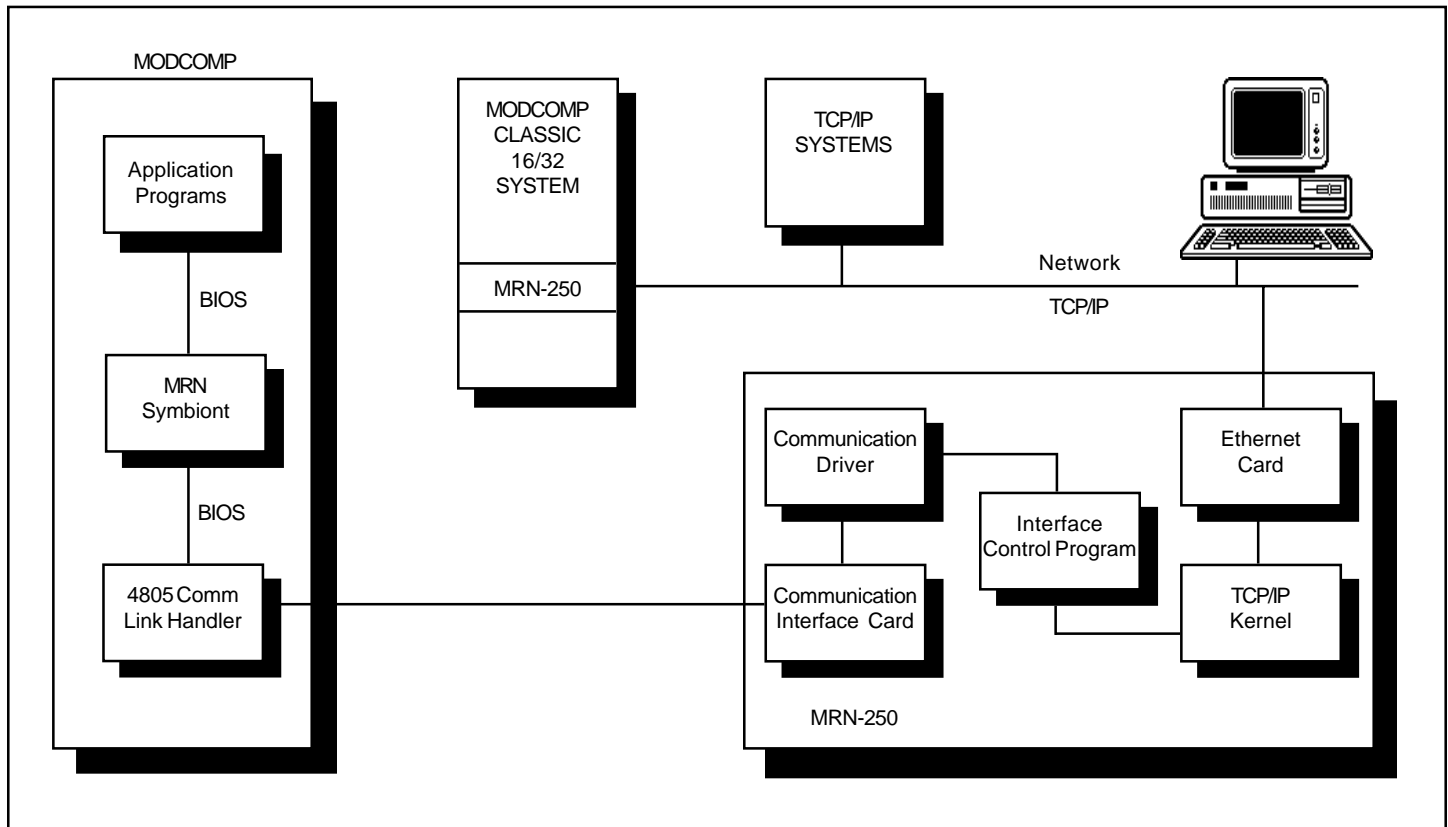 MODCOMP
Application
Programs
BIOS
MRN
Symbiont
BIOS
4805 Comm
Link Handler
MODCOMP
CLASSIC
16/32
SYSTEM
MRN-250
TCP/IP
SYSTEMS
Network
TCP/IP
Communication
Driver
Communication
Interface Card
Interface
Control Program
Ethernet
Card
TCP/IP
Kernel
MRN-250